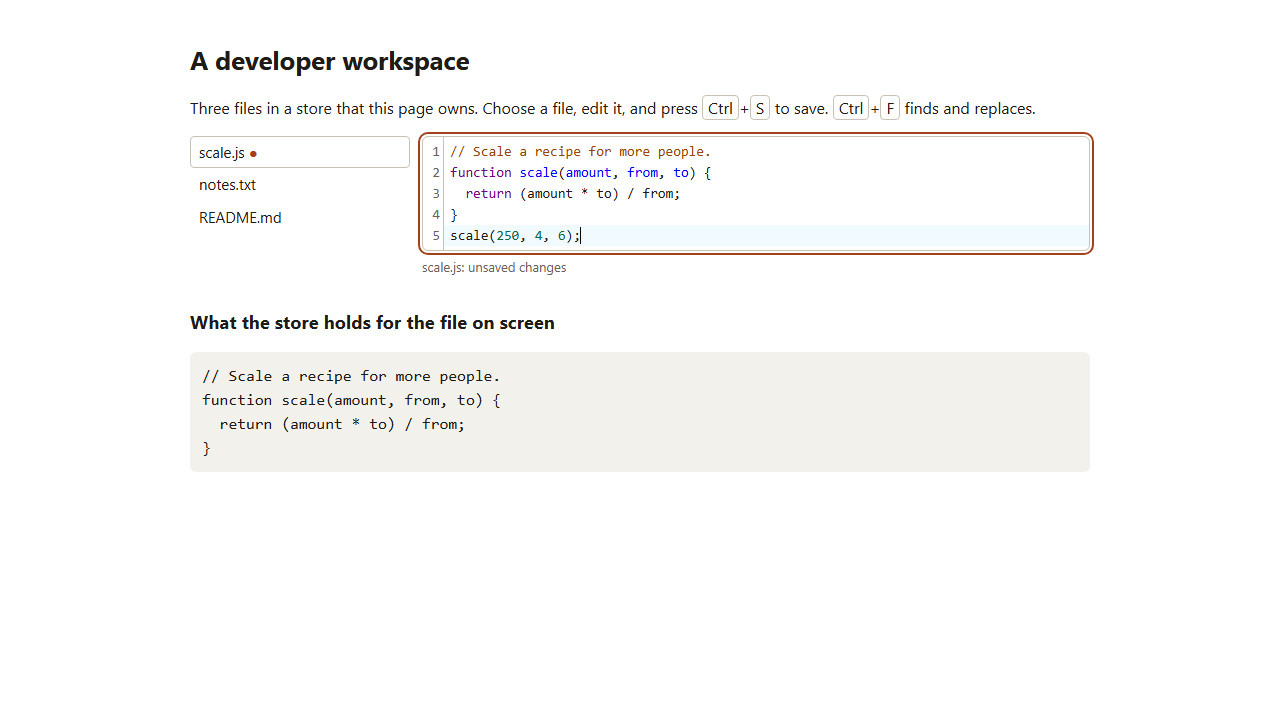 A developer workspace
Three files in a store that this page owns. Choose a file, edit it, and press Ctrl+S to save. Ctrl+F finds and replaces.
scale.js ●
notes.txt
README.md
1 // Scale a recipe for more people.
2 function scale(amount, from, to) {
3   return (amount * to) / from;
4 }
5 scale(250, 4, 6);
scale.js: unsaved changes
What the store holds for the file on screen
// Scale a recipe for more people.
function scale(amount, from, to) {
  return (amount * to) / from;
}